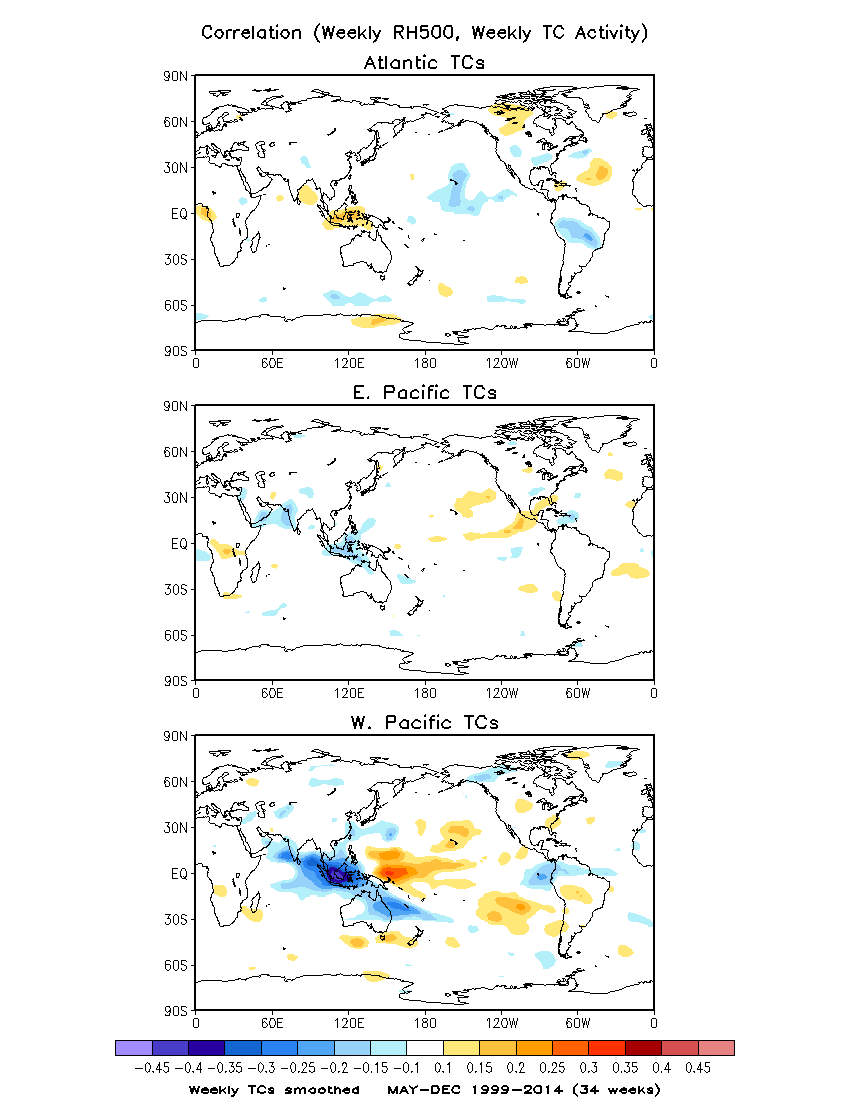 Correlation (Weekly RH500, Weekly TC Activity)
Atlantic TCs
90N
60N
30N
EQ
30S
60S
90S
0 60E 120E 180 120W 60W 0
E. Pacific TCs
90N
60N
30N
EQ
30S
60S
90S
0 60E 120E 180 120W 60W 0
W. Pacific TCs
90N
60N
30N
EQ
30S
60S
90S
0 60E 120E 180 120W 60W 0
-0.45 -0.4 -0.35 -0.3 -0.25 -0.2 -0.15 -0.1 0.1 0.15 0.2 0.25 0.3 0.35 0.4 0.45
Weekly TCs smoothed MAY-DEC 1999-2014 (34 weeks)